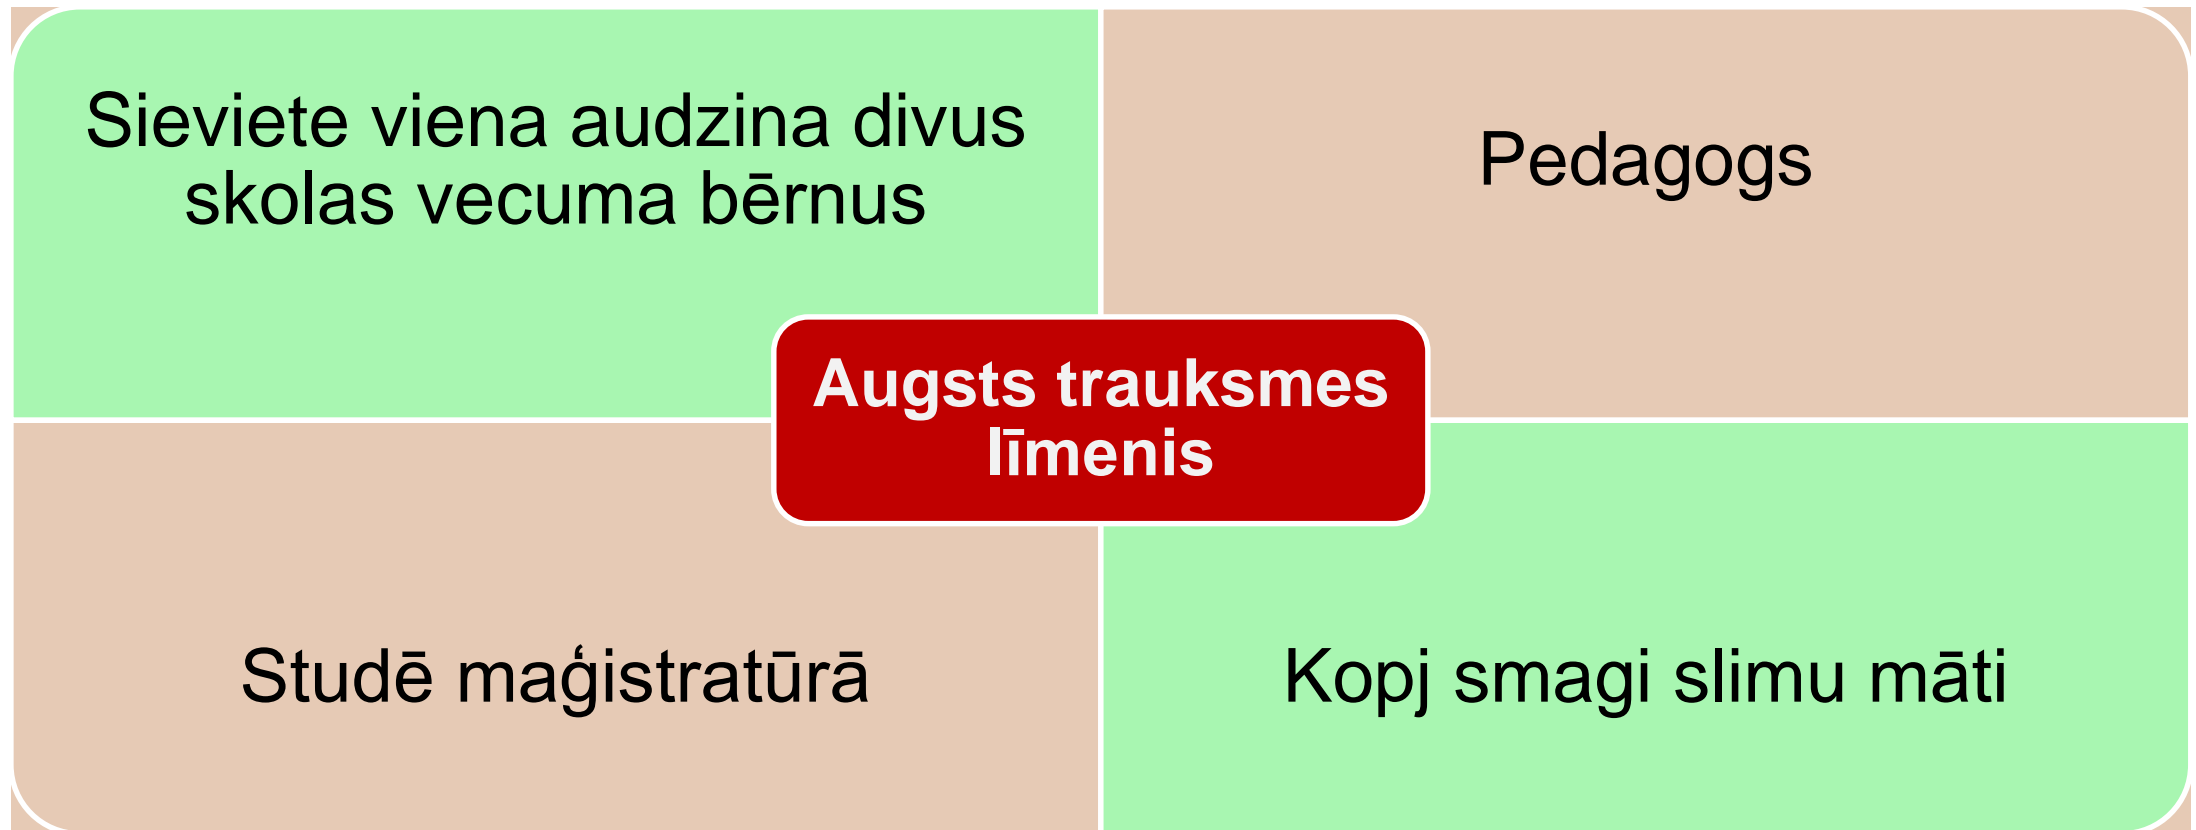 Sieviete viena audzina divus
skolas vecuma bērnus
Pedagogs
Augsts trauksmes
līmenis
Studē maģistratūrā
Kopj smagi slimu māti